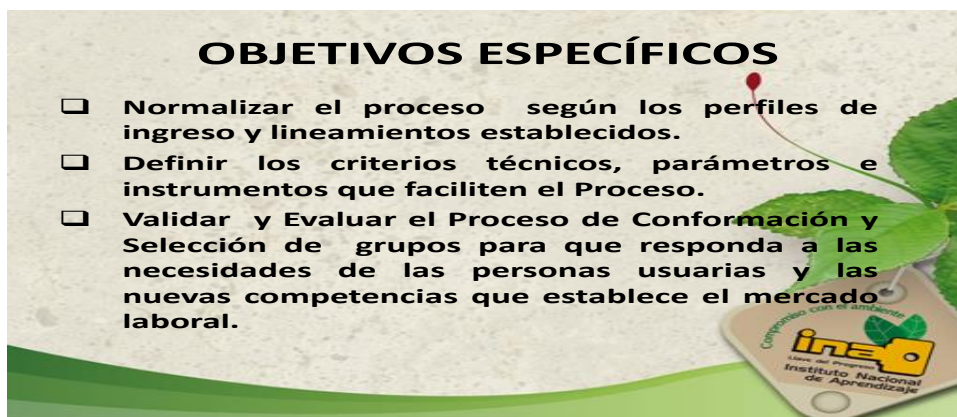 OBJETIVOS ESPECÍFICOS
Normalizar el proceso según los perfiles de
ingreso y lineamientos establecidos.
Definir los criterios técnicos, parámetros e
instrumentos que faciliten el Proceso.
Validar y Evaluar el Proceso de Conformación y
Selección de grupos para que responda a las
necesidades de las personas usuarias y las
nuevas competencias que establece el mercado
laboral.
Compromiso con el ambiente
ina
Llave del Progreso
Instituto Nacional
de Aprendizaje